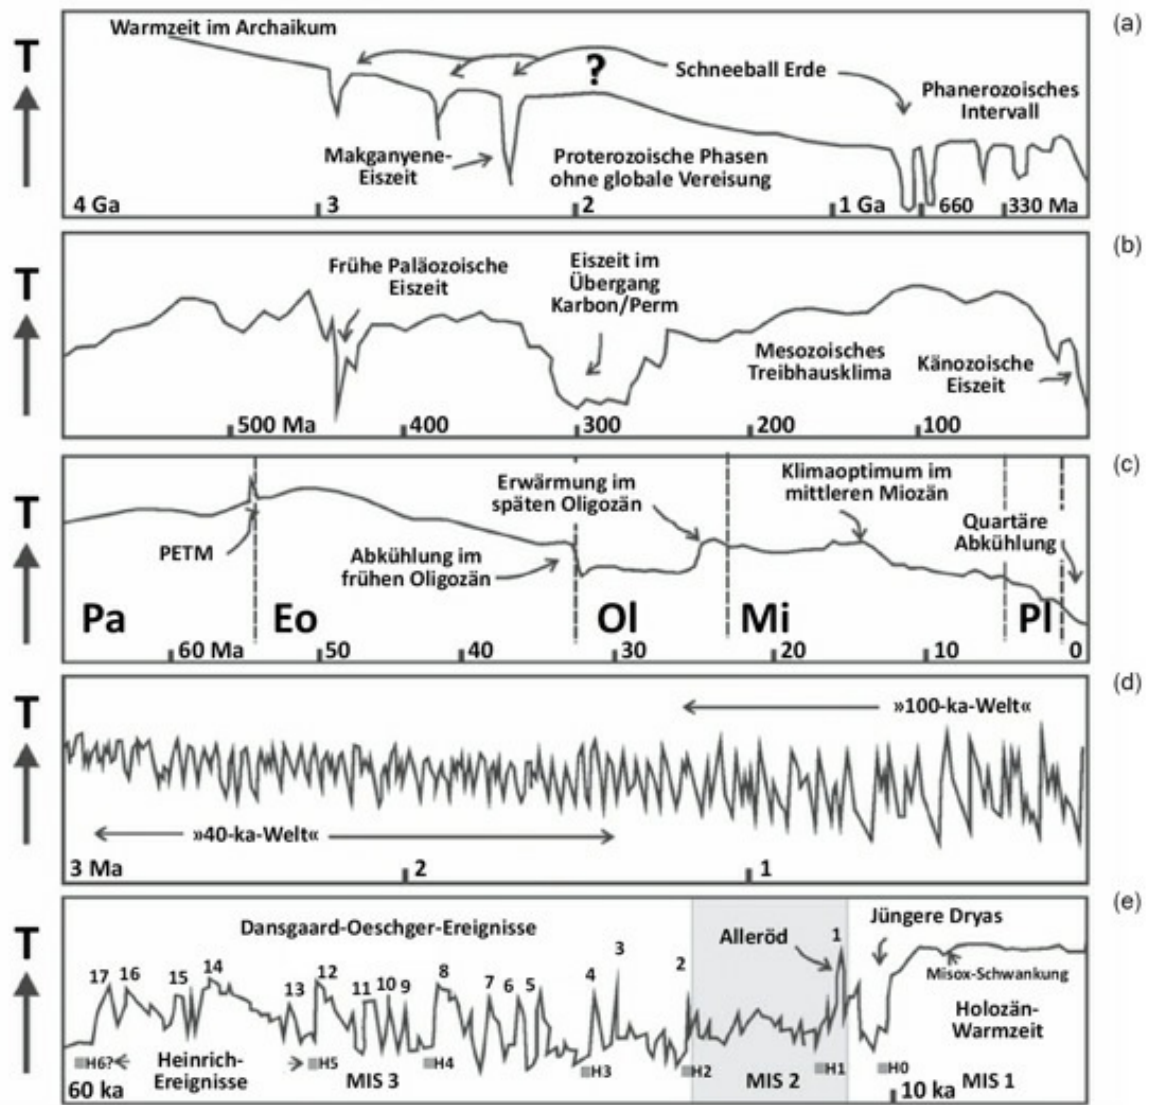 (a)
T
Warmzeit im Archaikum
?
Schneeball Erde
Phanerozoisches
Intervall
Makganyene-
Eiszeit
Proterozoische Phasen
ohne globale Vereisung
4 Ga
3
2
1 Ga
660
330 Ma
(b)
T
Frühe Paläozoische
Eiszeit
Eiszeit im
Übergang
Karbon/Perm
Mesozoisches
Treibhausklima
Känozoische
Eiszeit
500 Ma
400
300
200
100
(c)
T
PETM
Abkühlung im
frühen Oligozän
Erwärmung im
späten Oligozän
Klimaoptimum im
mittleren Miozän
Quartäre
Abkühlung
Pa
Eo
Ol
Mi
Pl
60 Ma
50
40
30
20
10
0
(d)
T
»100-ka-Welt«
»40-ka-Welt«
3 Ma
2
1
(e)
T
Dansgaard-Oeschger-Ereignisse
17
16
15
14
13
12
11
10
9
8
7
6
5
4
3
2
1
Alleröd
Jüngere Dryas
Misox-Schwankung
Holozän-
Warmzeit
H6?
Heinrich-
Ereignisse
H5
H4
H3
H2
H1
H0
60 ka
MIS 3
MIS 2
10 ka
MIS 1